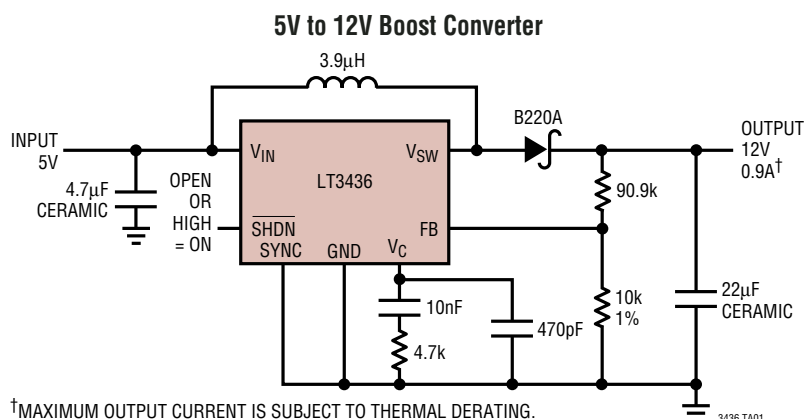 5V to 12V Boost Converter
3.9µH
B220A
INPUT
5V
OUTPUT
12V
0.9A†
VIN
VSW
LT3436
4.7µF
CERAMIC
OPEN
OR
HIGH
= ON
SHDN
SYNC
GND
VC
FB
90.9k
10k
1%
22µF
CERAMIC
10nF
4.7k
470pF
†MAXIMUM OUTPUT CURRENT IS SUBJECT TO THERMAL DERATING.
3436 TA01